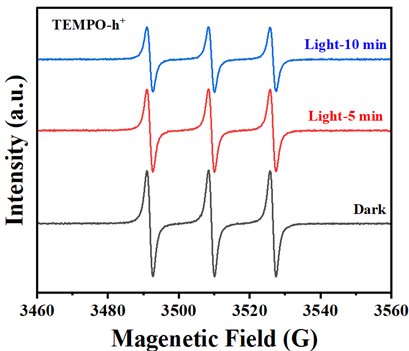 TEMPO-h⁺
Light-10 min
Light-5 min
Dark
Intensity (a.u.)
3460 3480 3500 3520 3540 3560
Magenetic Field (G)